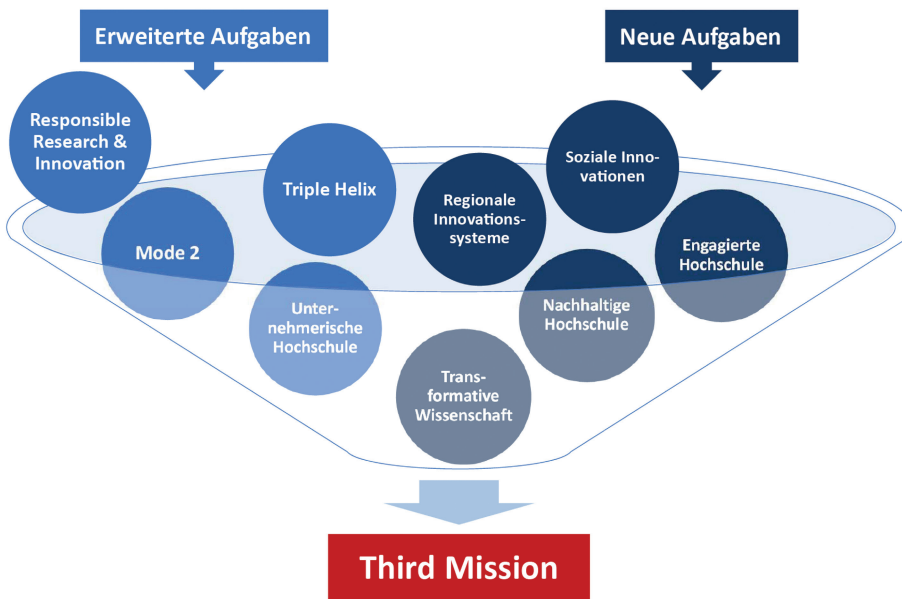 Erweiterte Aufgaben
Neue Aufgaben
Responsible
Research &
Innovation
Triple Helix
Soziale Inno-
vationen
Regionale
Innovations-
systeme
Mode 2
Engagierte
Hochschule
Unter-
nehmerische
Hochschule
Nachhaltige
Hochschule
Trans-
formative
Wissenschaft
Third Mission